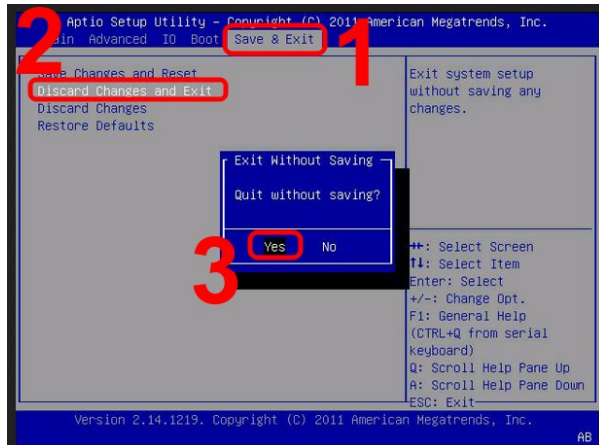 Aptio Setup Utility – Copyright (C) 2011 American Megatrends, Inc.
Advanced IO Boot Save & Exit
1
2
Save Changes and Reset
Discard Changes and Exit
Discard Changes
Restore Defaults
Exit system setup
without saving any
changes.
Exit Without Saving
Quit without saving?
Yes No
3
: Select Screen
↑↓: Select Item
Enter: Select
+/-: Change Opt.
F1: General Help
(CTRL+Q from serial
keyboard)
Q: Scroll Help Pane Up
A: Scroll Help Pane Down
ESC: Exit
Version 2.14.1219. Copyright (C) 2011 American Megatrends, Inc.
AB